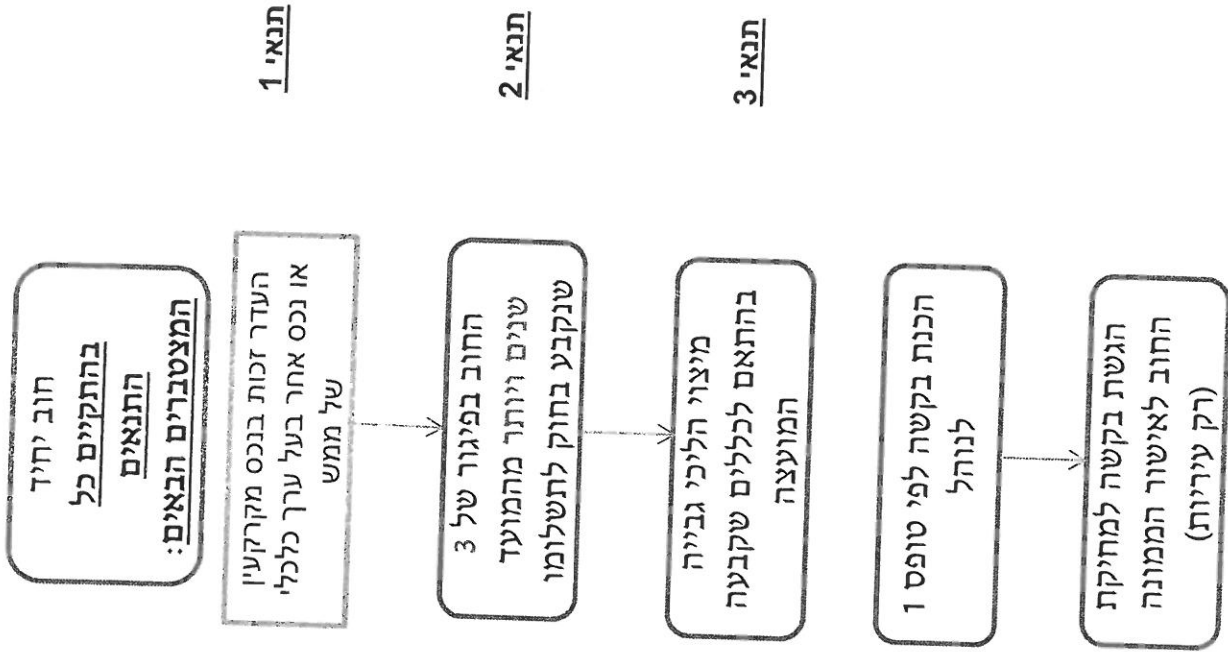 חוב יחיד
בהתקיים כל
התנאים
המצטברים הבאים:
תנאי 1
העדר זכות בנכס מקרקעין
או נכס אחר בעל ערך כלכלי
של ממש
תנאי 2
החוב בפיגור של 3
שנים ויותר מהמועד
שנקבע בחוק לתשלומו
תנאי 3
מיצוי הליכי גבייה
בהתאם לכללים שקבעה
המועצה
הכנת בקשה לפי טופס 1
לנוהל
הגשת בקשה למחיקת
החוב לאישור הממונה
(רק עיריות)